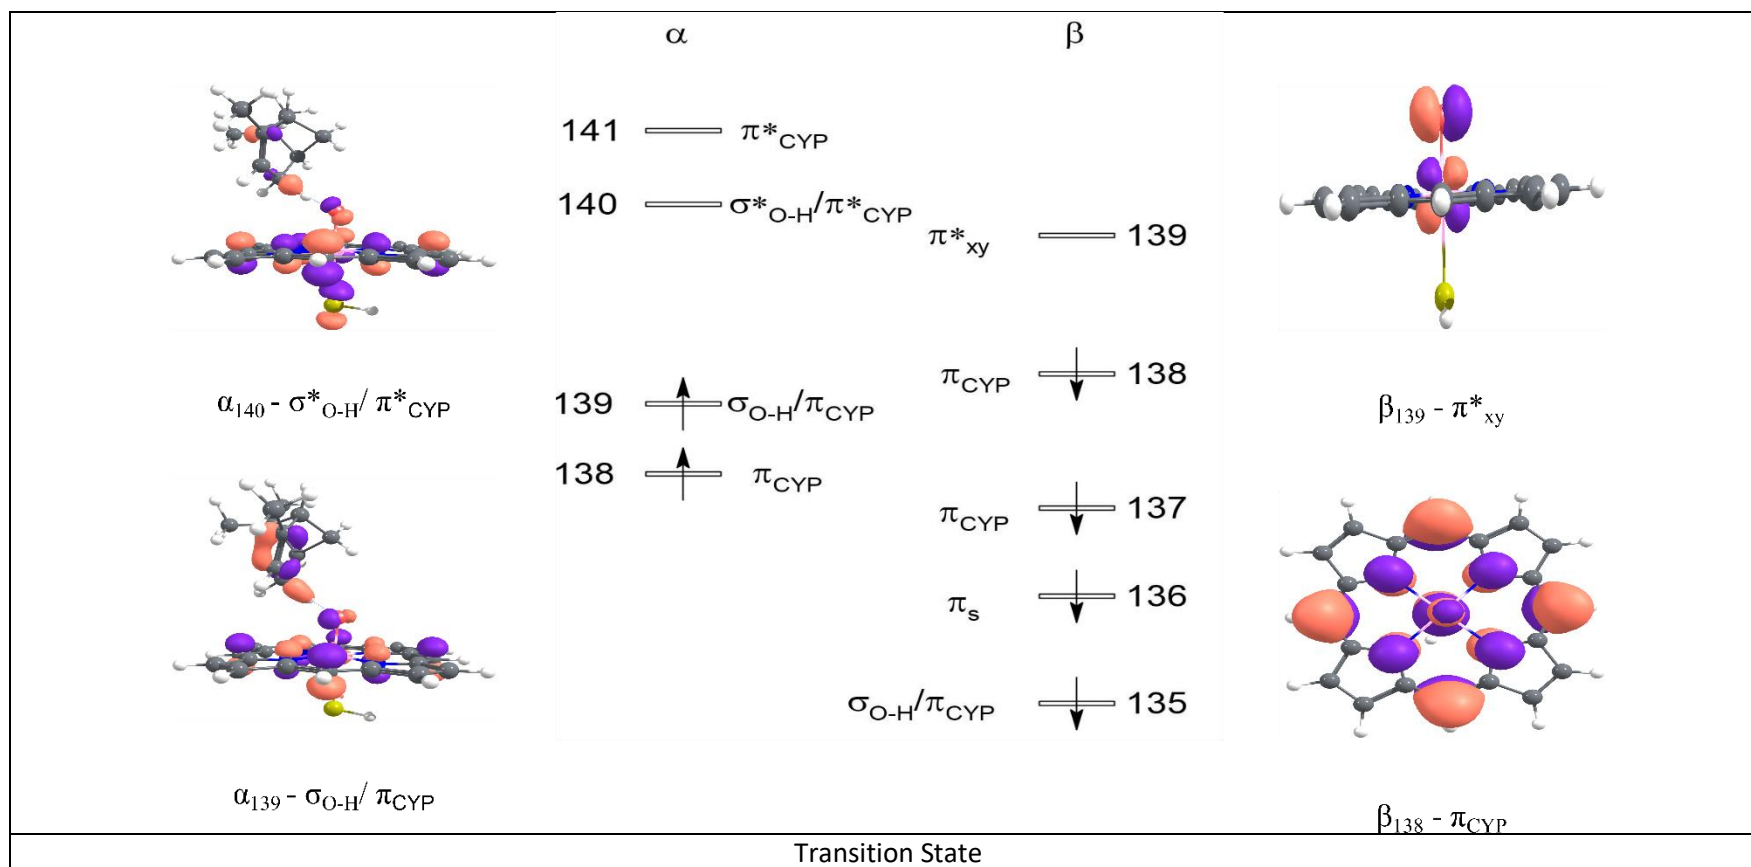 α β
141 π*CYP
140 σ*O-H/π*CYP
π*xy 139
πCYP 138
139 σO-H/πCYP
138 πCYP
πCYP 137
πs 136
σO-H/πCYP 135
α140 - σ*O-H/ π*CYP
β139 - π*xy
α139 - σO-H/ πCYP
β138 - πCYP
Transition State